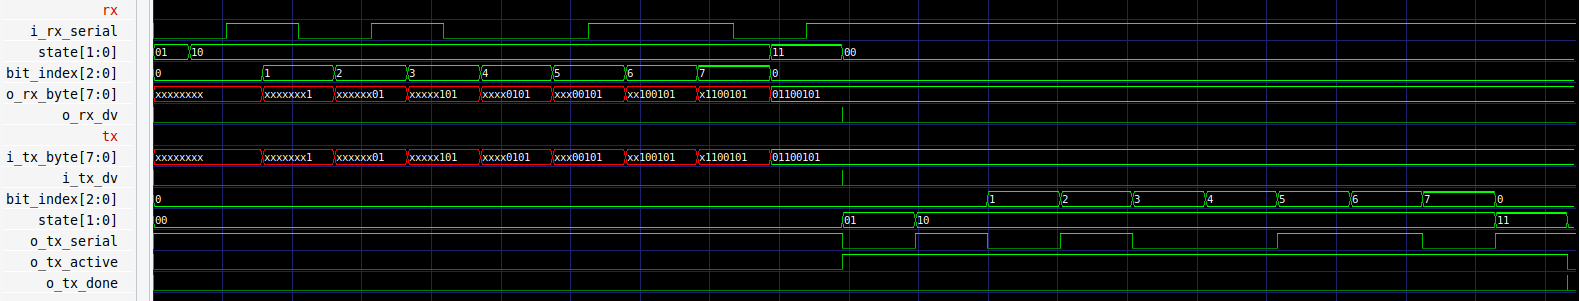 rx
i_rx_serial
state[1:0] 01 10 11 00
bit_index[2:0] 0 1 2 3 4 5 6 7 0
o_rx_byte[7:0] xxxxxxxx xxxxxxx1 xxxxxx01 xxxxx101 xxxx0101 xxx00101 xx100101 x1100101 01100101
o_rx_dv
tx
i_tx_byte[7:0] xxxxxxxx xxxxxxx1 xxxxxx01 xxxxx101 xxxx0101 xxx00101 xx100101 x1100101 01100101
i_tx_dv
bit_index[2:0] 0 1 2 3 4 5 6 7 0
state[1:0] 00 01 10 11
o_tx_serial
o_tx_active
o_tx_done